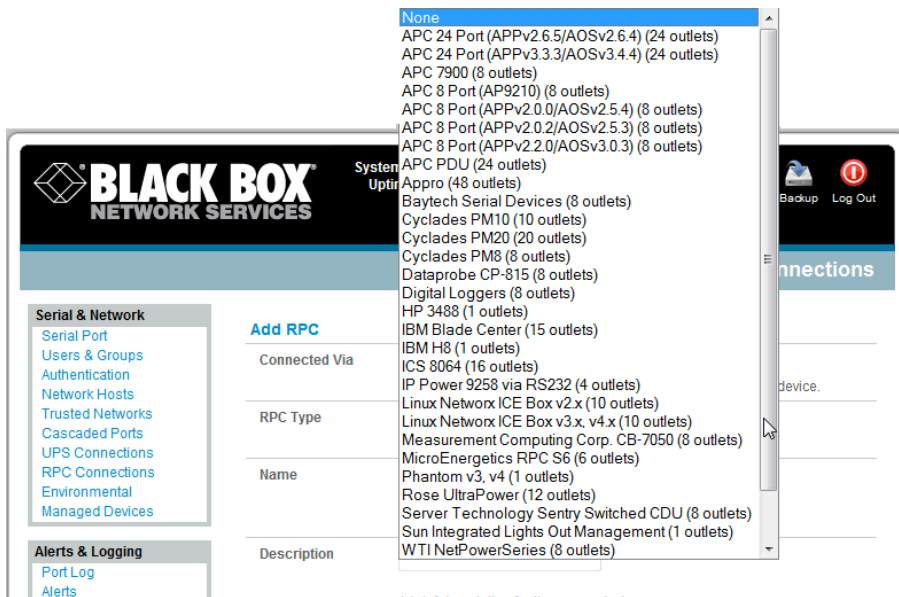 None
APC 24 Port (APPv2.6.5/AOSv2.6.4) (24 outlets)
APC 24 Port (APPv3.3.3/AOSv3.4.4) (24 outlets)
APC 7900 (8 outlets)
APC 8 Port (AP9210) (8 outlets)
APC 8 Port (APPv2.0.0/AOSv2.5.4) (8 outlets)
APC 8 Port (APPv2.0.2/AOSv2.5.3) (8 outlets)
APC 8 Port (APPv2.2.0/AOSv3.0.3) (8 outlets)
APC PDU (24 outlets)
Appro (48 outlets)
Baytech Serial Devices (8 outlets)
Cyclades PM10 (10 outlets)
Cyclades PM20 (20 outlets)
Cyclades PM8 (8 outlets)
Dataprobe CP-815 (8 outlets)
Digital Loggers (8 outlets)
HP 3488 (1 outlets)
IBM Blade Center (15 outlets)
IBM H8 (1 outlets)
ICS 8064 (16 outlets)
IP Power 9258 via RS232 (4 outlets)
Linux Networx ICE Box v2.x (10 outlets)
Linux Networx ICE Box v3.x, v4.x (10 outlets)
Measurement Computing Corp. CB-7050 (8 outlets)
MicroEnergetics RPC S6 (6 outlets)
Phantom v3, v4 (1 outlets)
Rose UltraPower (12 outlets)
Server Technology Sentry Switched CDU (8 outlets)
Sun Integrated Lights Out Management (1 outlets)
WTI NetPowerSeries (8 outlets)
BLACK BOX®
NETWORK SERVICES
System
Uptim
Backup
Log Out
nnections
Serial & Network
Serial Port
Users & Groups
Authentication
Network Hosts
Trusted Networks
Cascaded Ports
UPS Connections
RPC Connections
Environmental
Managed Devices
Alerts & Logging
Port Log
Alerts
Add RPC
Connected Via
device.
RPC Type
Name
Description